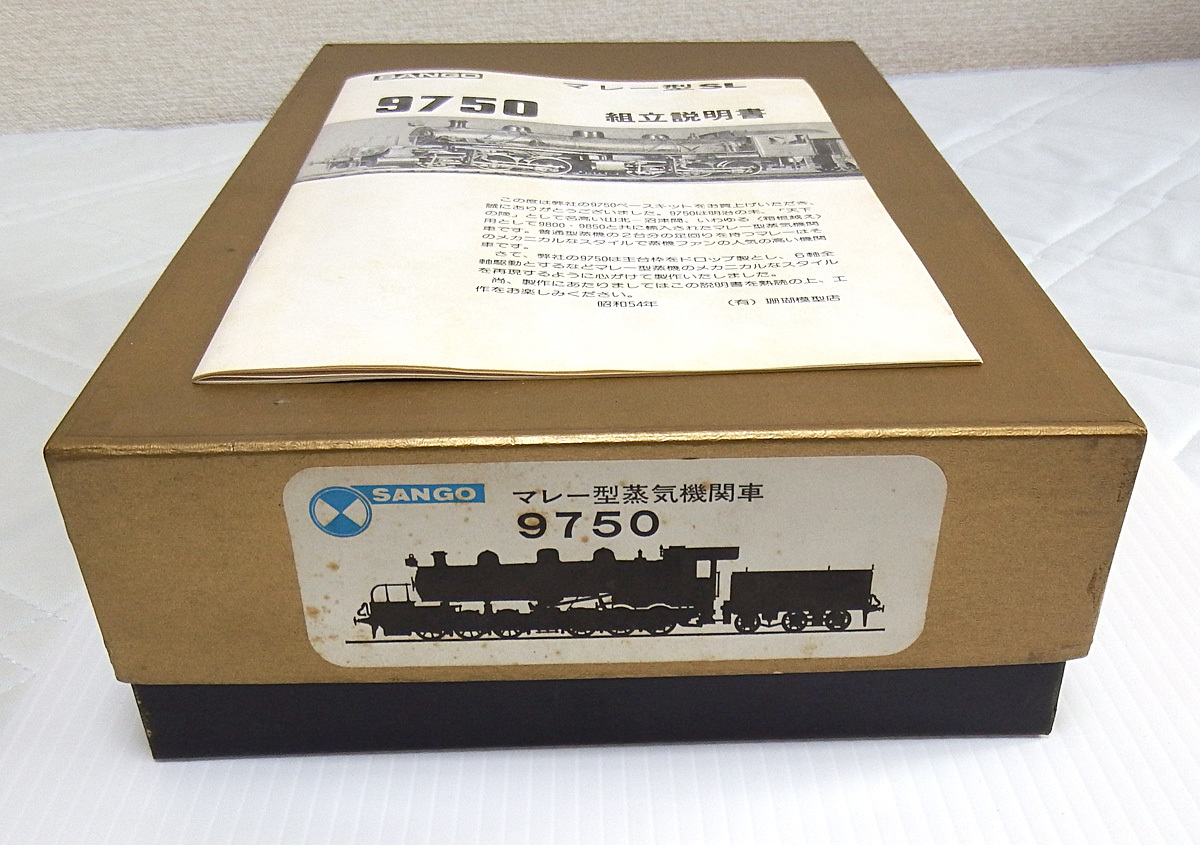 SANGO
マレー型SL
9750
組立説明書
この度は弊社の9750ベースキットをお買上げいただき、
誠にありがとうございました。9750は明治の末、「天下
の険」として名高い山北―沼津間、いわゆる〈箱根越え〉
用として9800・9850と共に輸入されたマレー型蒸気機関
車です。普通型蒸機の2台分の足回りを持つマレーはそ
のメカニカルなスタイルで蒸機ファンの人気の高い機関
車です。
さて、弊社の9750は主台枠をドロップ製とし、6軸全
軸駆動とするなどマレー型蒸機のメカニカルなスタイル
を再現するように心がけて製作いたしました。
尚、製作にあたりましてはこの説明書を熟読の上、工
作をお楽しみください。
昭和54年 (有)珊瑚模型店
SANGO
マレー型蒸気機関車
9750